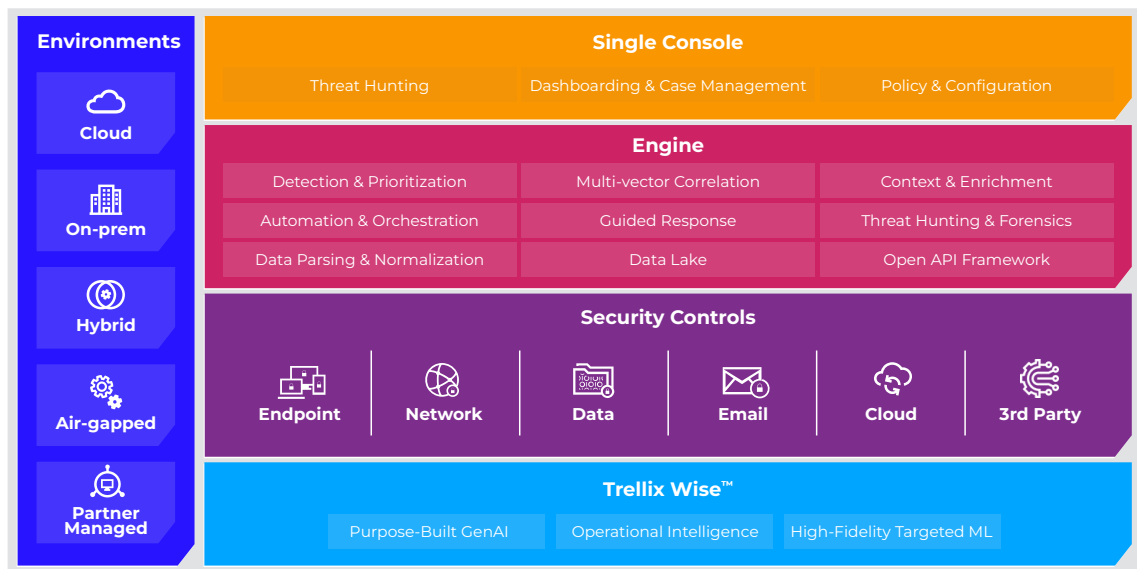 Environments
Cloud
On-prem
Hybrid
Air-gapped
Partner
Managed
Single Console
Threat Hunting
Dashboarding & Case Management
Policy & Configuration
Engine
Detection & Prioritization
Multi-vector Correlation
Context & Enrichment
Automation & Orchestration
Guided Response
Threat Hunting & Forensics
Data Parsing & Normalization
Data Lake
Open API Framework
Security Controls
Endpoint
Network
Data
Email
Cloud
3rd Party
Trellix Wise™
Purpose-Built GenAI
Operational Intelligence
High-Fidelity Targeted ML